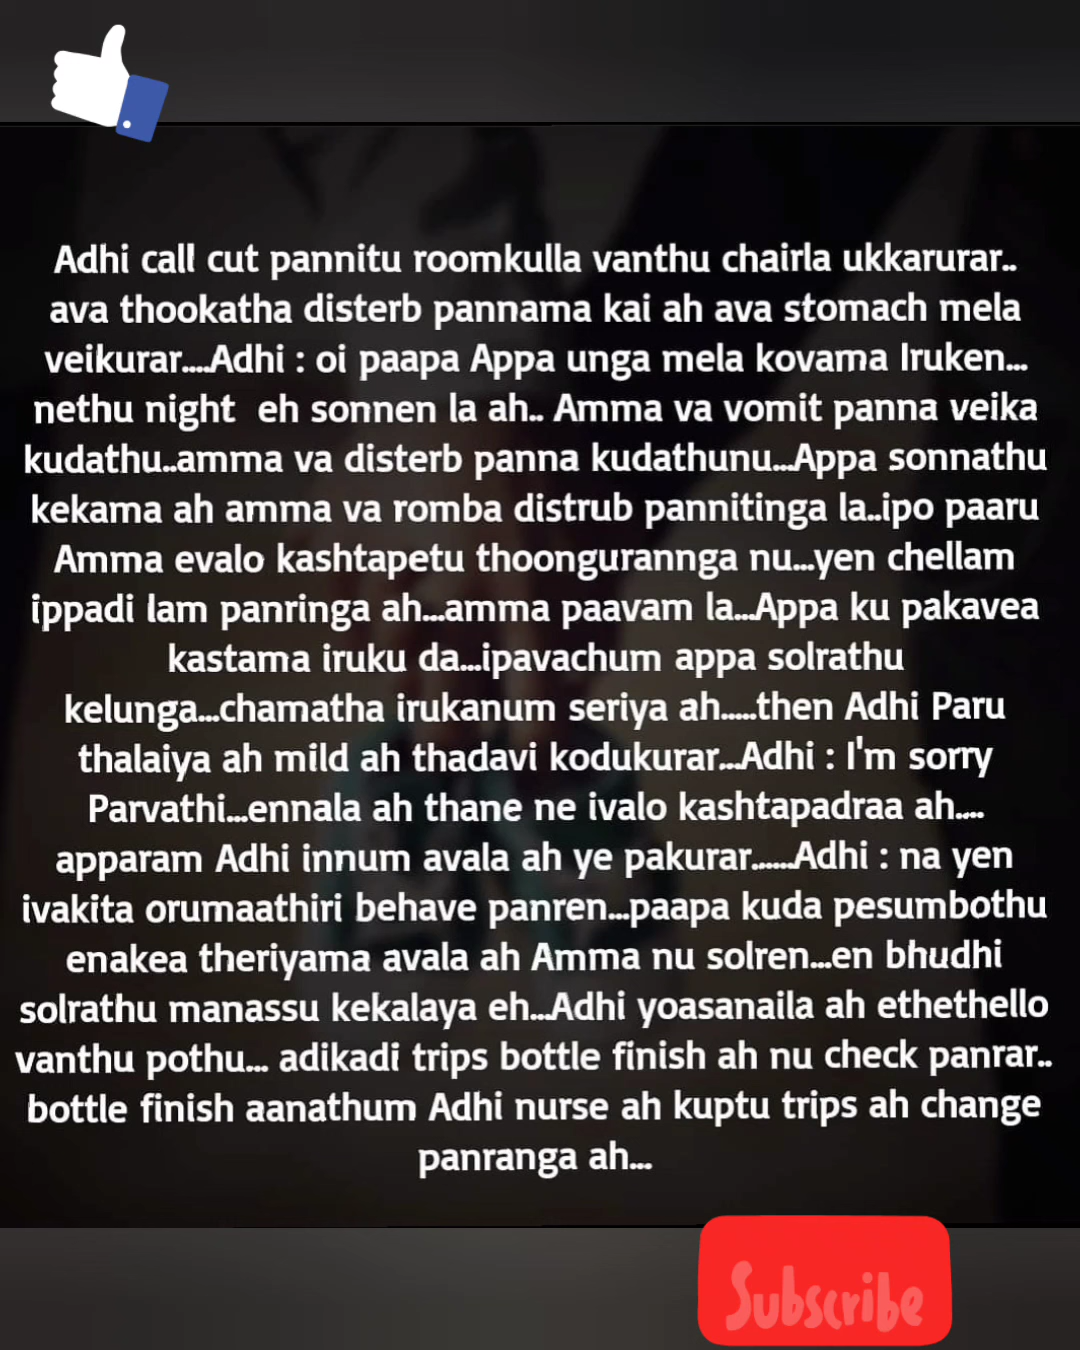 Adhi call cut pannitu roomkulla vanthu chairla ukkarurar..
ava thookatha disterb pannama kai ah ava stomach mela
veikurar....Adhi : oi paapa Appa unga mela kovama Iruken...
nethu night eh sonnen la ah.. Amma va vomit panna veika
kudathu..amma va disterb panna kudathunu...Appa sonnathu
kekama ah amma va romba distrub pannitinga la..ipo paaru
Amma evalo kashtapetu thoongurannga nu...yen chellam
ippadi lam panringa ah...amma paavam la...Appa ku pakavea
kastama iruku da...ipavachum appa solrathu
kelunga...chamatha irukanum seriya ah.....then Adhi Paru
thalaiya ah mild ah thadavi kodukurar...Adhi : I'm sorry
Parvathi...ennala ah thane ne ivalo kashtapadraa ah....
apparam Adhi innum avala ah ye pakurar......Adhi : na yen
ivakita orumaathiri behave panren...paapa kuda pesumbothu
enakea theriyama avala ah Amma nu solren...en bhudhi
solrathu manassu kekalaya eh...Adhi yoasanaila ah ethethello
vanthu pothu... adikadi trips bottle finish ah nu check panrar..
bottle finish aanathum Adhi nurse ah kuptu trips ah change
panranga ah...
Subscribe